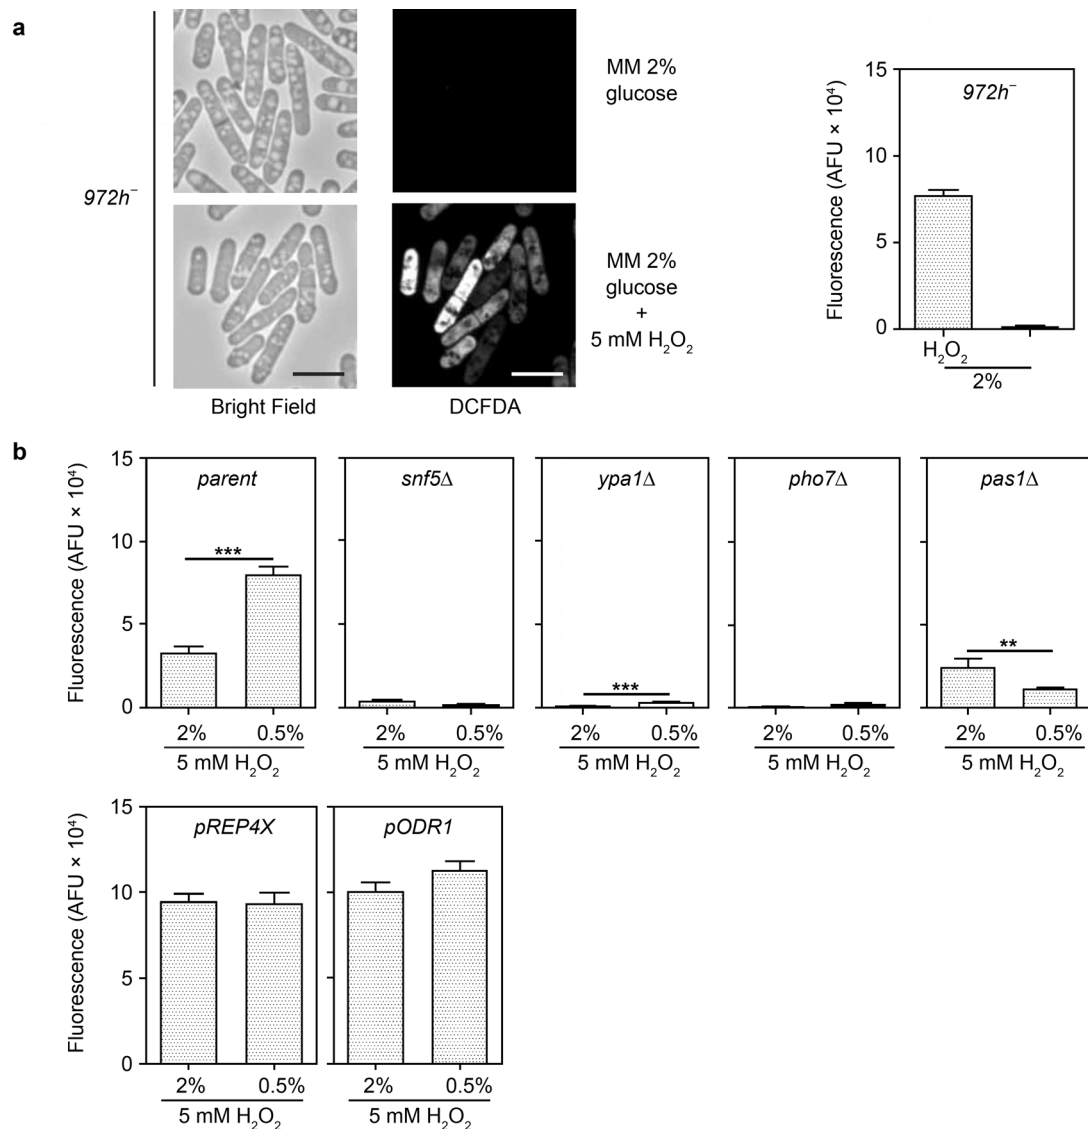 a
972h⁻
MM 2%
glucose
MM 2%
glucose
+
5 mM H₂O₂
Bright Field
DCFDA
Fluorescence (AFU × 10⁴)
15
10
5
0
972h⁻
H₂O₂
2%
b
Fluorescence (AFU × 10⁴)
15
10
5
0
parent
***
2% 0.5%
5 mM H₂O₂
snf5Δ
2% 0.5%
5 mM H₂O₂
ypa1Δ
***
2% 0.5%
5 mM H₂O₂
pho7Δ
2% 0.5%
5 mM H₂O₂
pas1Δ
**
2% 0.5%
5 mM H₂O₂
Fluorescence (AFU × 10⁴)
15
10
5
0
pREP4X
2% 0.5%
5 mM H₂O₂
pODR1
2% 0.5%
5 mM H₂O₂